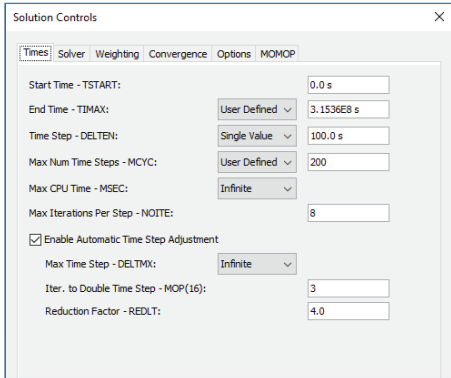 Solution Controls
Times Solver Weighting Convergence Options MOMOP
Start Time - TSTART: 0.0 s
End Time - TIMAX: User Defined 3.1536E8 s
Time Step - DELTEN: Single Value 100.0 s
Max Num Time Steps - MCYC: User Defined 200
Max CPU Time - MSEC: Infinite
Max Iterations Per Step - NOITE: 8
Enable Automatic Time Step Adjustment
Max Time Step - DELTMX: Infinite
Iter. to Double Time Step - MOP(16): 3
Reduction Factor - REDLT: 4.0